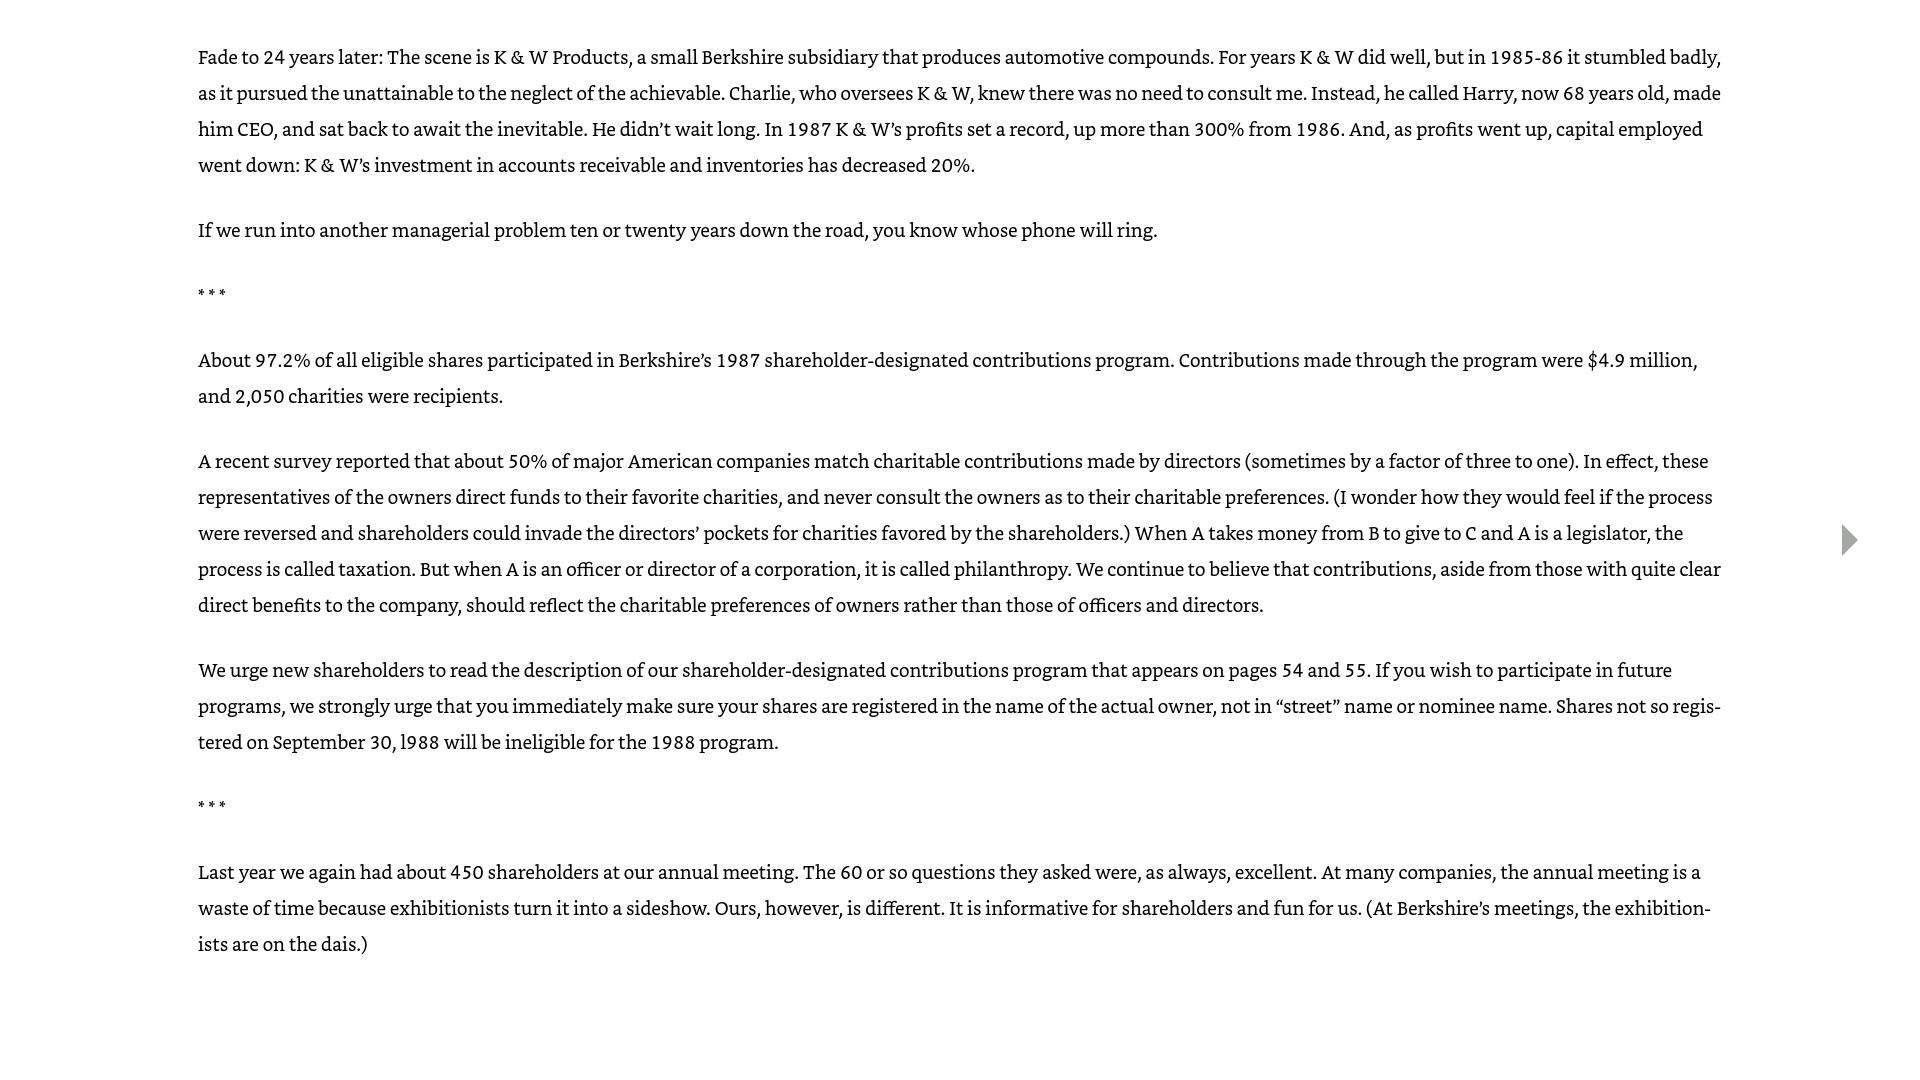 Fade to 24 years later: The scene is K & W Products, a small Berkshire subsidiary that produces automotive compounds. For years K & W did well, but in 1985-86 it stumbled badly,
as it pursued the unattainable to the neglect of the achievable. Charlie, who oversees K & W, knew there was no need to consult me. Instead, he called Harry, now 68 years old, made
him CEO, and sat back to await the inevitable. He didn’t wait long. In 1987 K & W’s profits set a record, up more than 300% from 1986. And, as profits went up, capital employed
went down: K & W’s investment in accounts receivable and inventories has decreased 20%.
If we run into another managerial problem ten or twenty years down the road, you know whose phone will ring.
* * *
About 97.2% of all eligible shares participated in Berkshire’s 1987 shareholder-designated contributions program. Contributions made through the program were $4.9 million,
and 2,050 charities were recipients.
A recent survey reported that about 50% of major American companies match charitable contributions made by directors (sometimes by a factor of three to one). In effect, these
representatives of the owners direct funds to their favorite charities, and never consult the owners as to their charitable preferences. (I wonder how they would feel if the process
were reversed and shareholders could invade the directors’ pockets for charities favored by the shareholders.) When A takes money from B to give to C and A is a legislator, the
process is called taxation. But when A is an officer or director of a corporation, it is called philanthropy. We continue to believe that contributions, aside from those with quite clear
direct benefits to the company, should reflect the charitable preferences of owners rather than those of officers and directors.
We urge new shareholders to read the description of our shareholder-designated contributions program that appears on pages 54 and 55. If you wish to participate in future
programs, we strongly urge that you immediately make sure your shares are registered in the name of the actual owner, not in “street” name or nominee name. Shares not so regis-
tered on September 30, l988 will be ineligible for the 1988 program.
* * *
Last year we again had about 450 shareholders at our annual meeting. The 60 or so questions they asked were, as always, excellent. At many companies, the annual meeting is a
waste of time because exhibitionists turn it into a sideshow. Ours, however, is different. It is informative for shareholders and fun for us. (At Berkshire’s meetings, the exhibition-
ists are on the dais.)